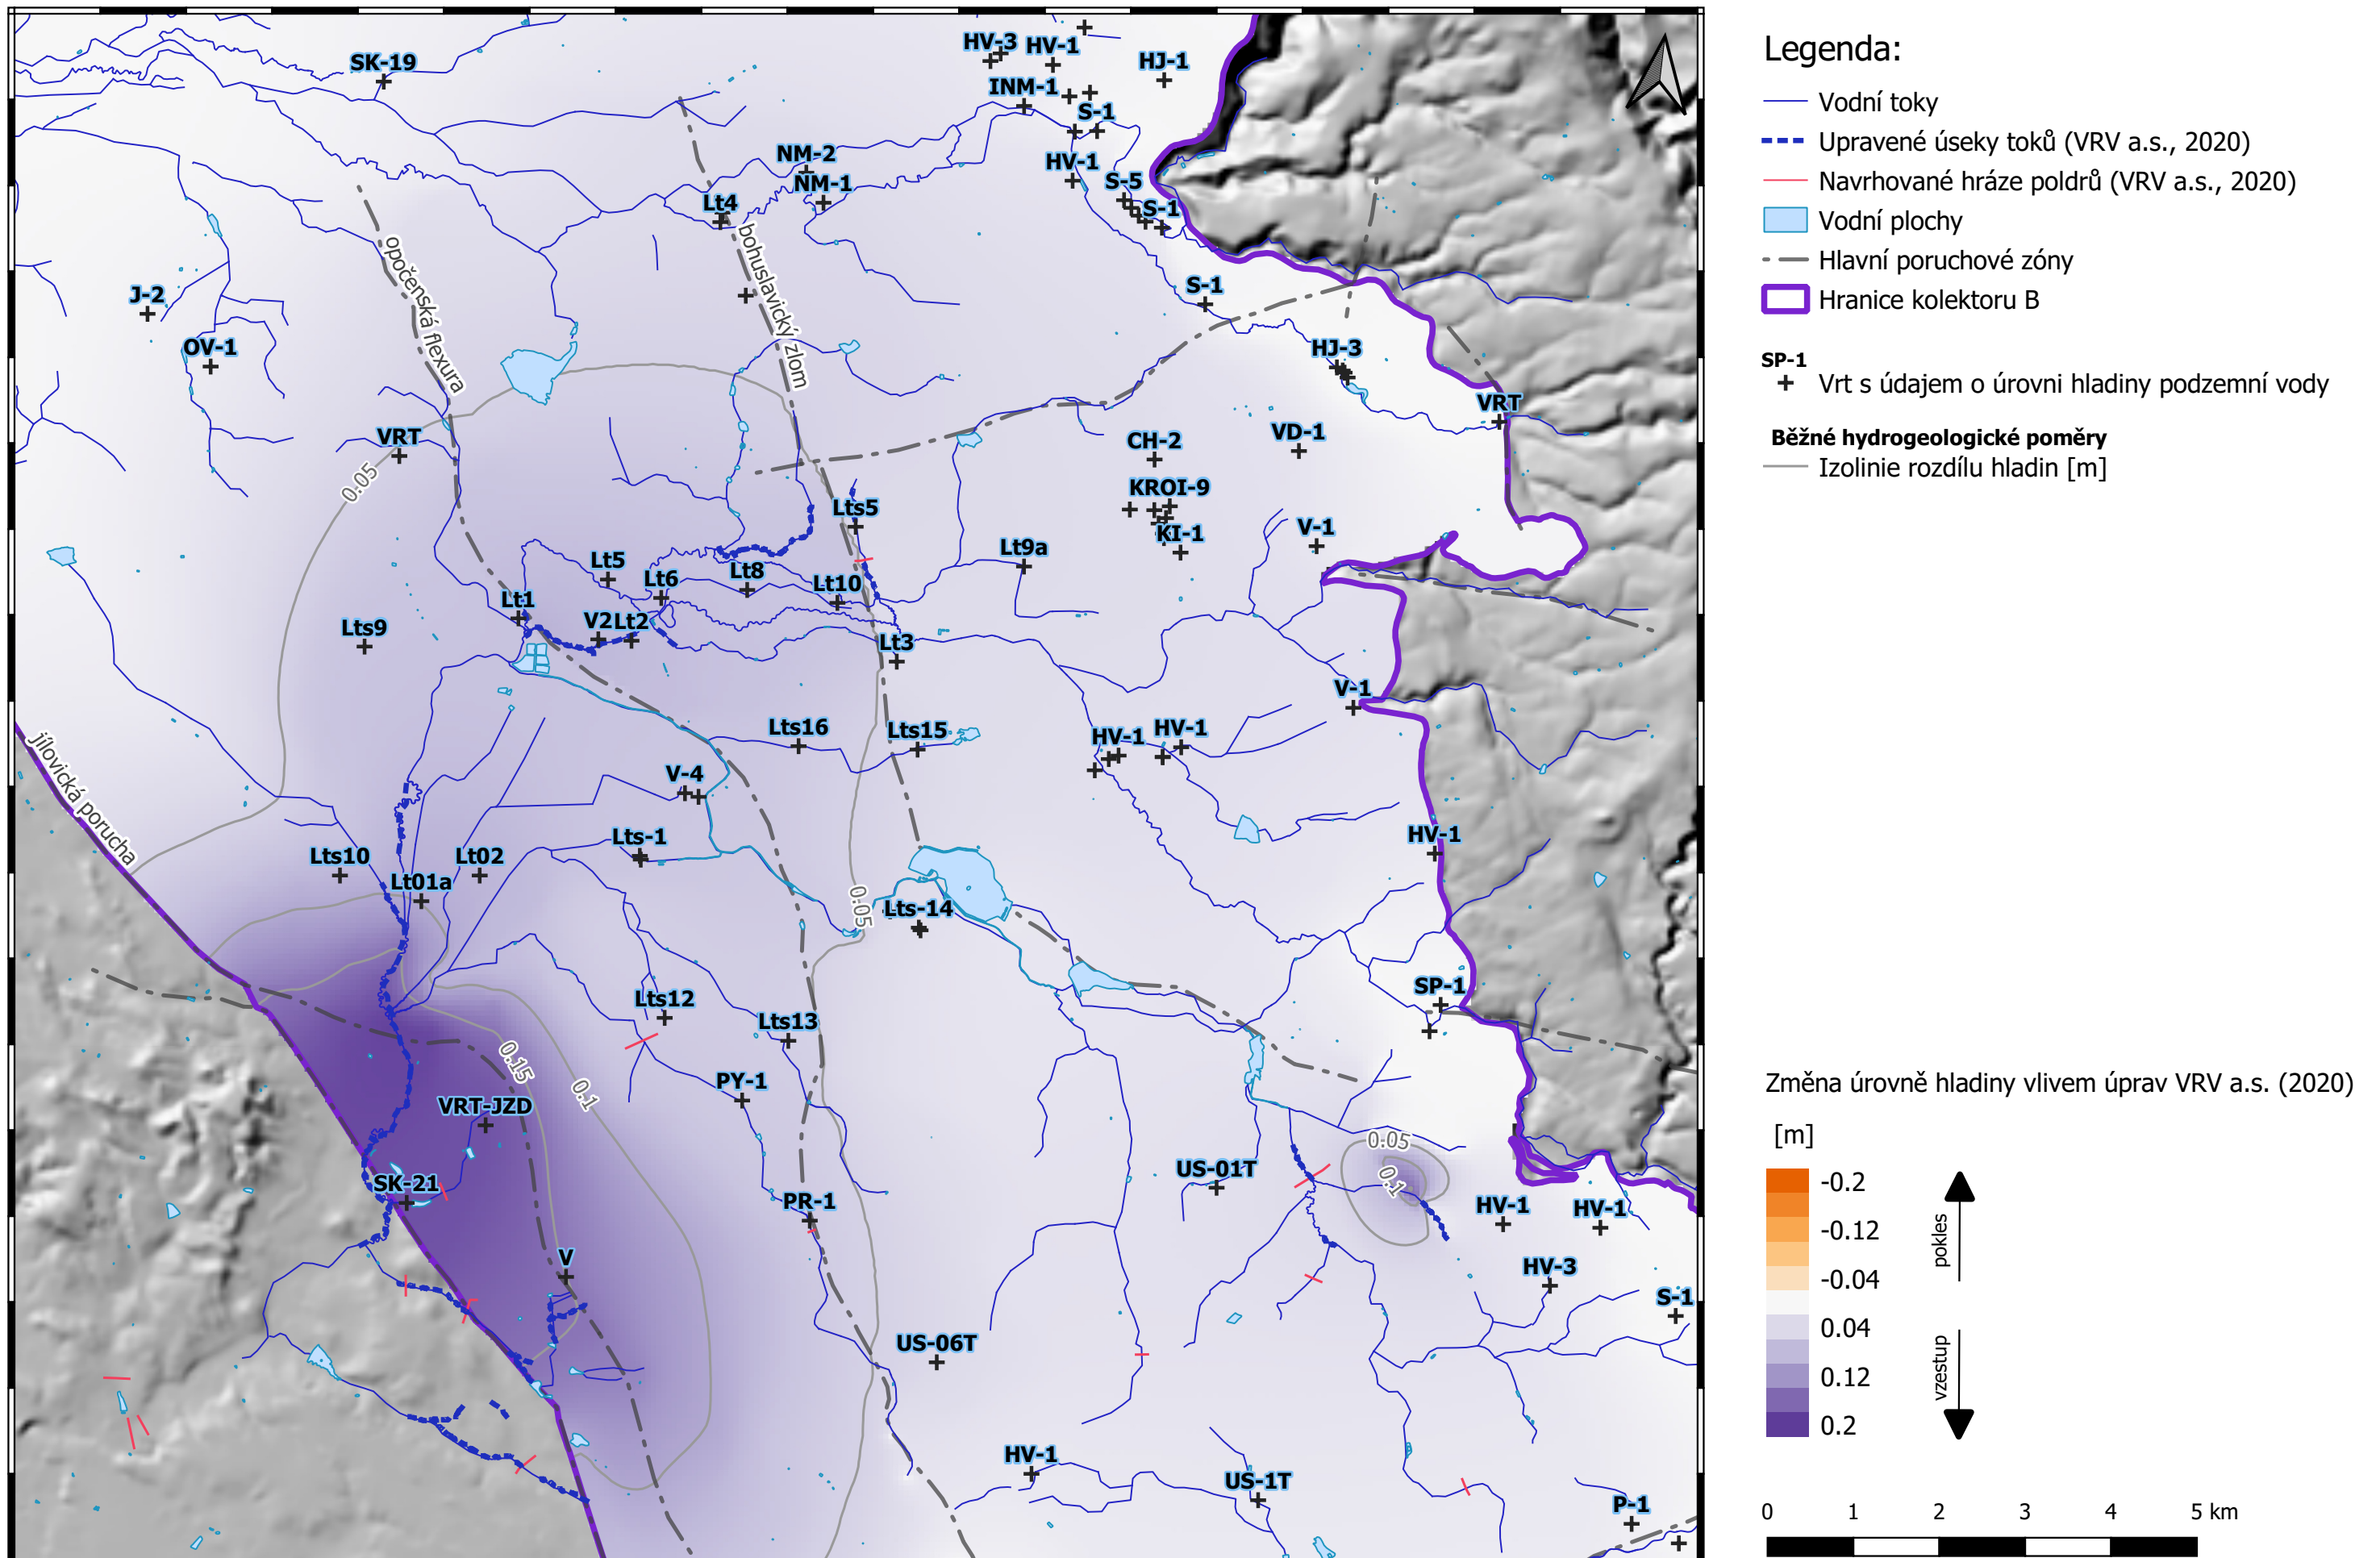 SK-19
HV-3
HV-1
HJ-1
INM-1
S-1
NM-2
HV-1
NM-1
S-5
Lt4
S-1
opočenská flexura
bohuslavický zlom
J-2
S-1
OV-1
HJ-3
VRT
VRT
CH-2
VD-1
0.05
KROI-9
Lts5
KI-1
V-1
Lt5
Lt6
Lt8
Lt10
Lt9a
Lt1
Lts9
V2
Lt2
Lt3
V-1
Lts16
Lts15
HV-1
HV-1
jílovická porucha
V-4
Lts-1
HV-1
Lts10
Lt02
Lt01a
0.05
Lts-14
SP-1
Lts12
Lts13
0.15
0.1
PY-1
VRT-JZD
0.05
0.1
US-01T
SK-21
PR-1
HV-1
HV-1
V
HV-3
S-1
US-06T
HV-1
US-1T
P-1
Legenda:
Vodní toky
Upravené úseky toků (VRV a.s., 2020)
Navrhované hráze poldrů (VRV a.s., 2020)
Vodní plochy
Hlavní poruchové zóny
Hranice kolektoru B
SP-1
Vrt s údajem o úrovni hladiny podzemní vody
Běžné hydrogeologické poměry
Izolinie rozdílu hladin [m]
Změna úrovně hladiny vlivem úprav VRV a.s. (2020)
[m]
-0.2
-0.12
-0.04
0.04
0.12
0.2
pokles
vzestup
0 1 2 3 4 5 km